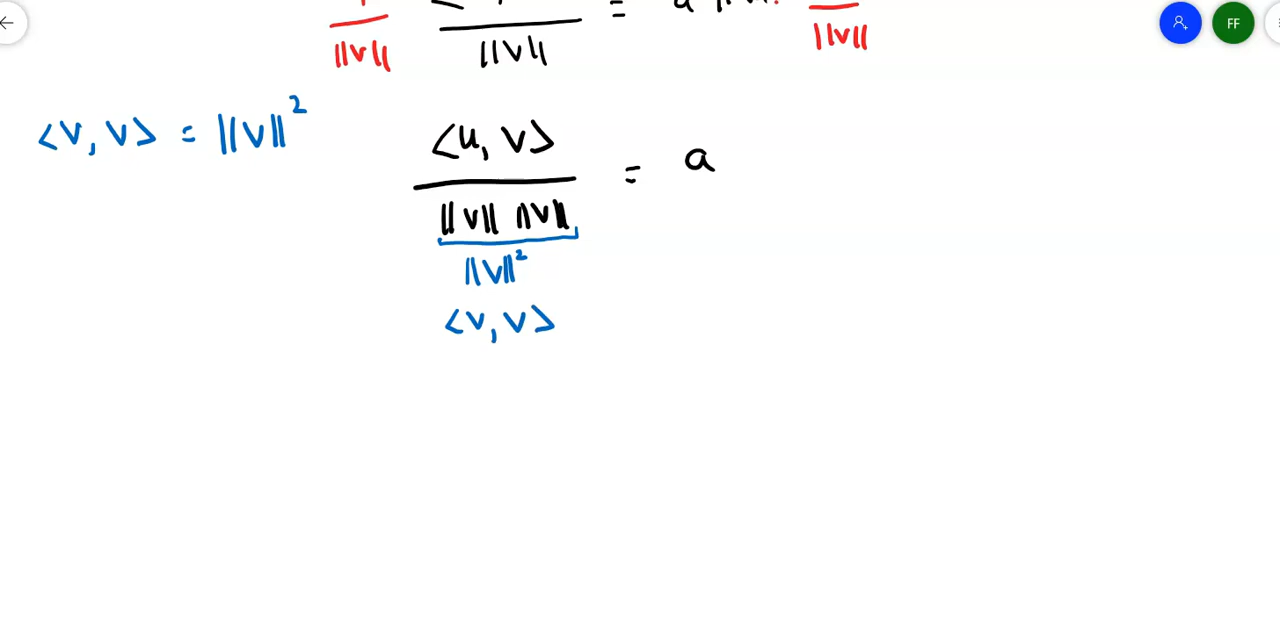 = a
‖v‖ ‖v‖ ‖v‖
FF
<v, v> = ‖v‖²
<u, v>
= a
‖v‖ ‖v‖
‖v‖²
<v, v>